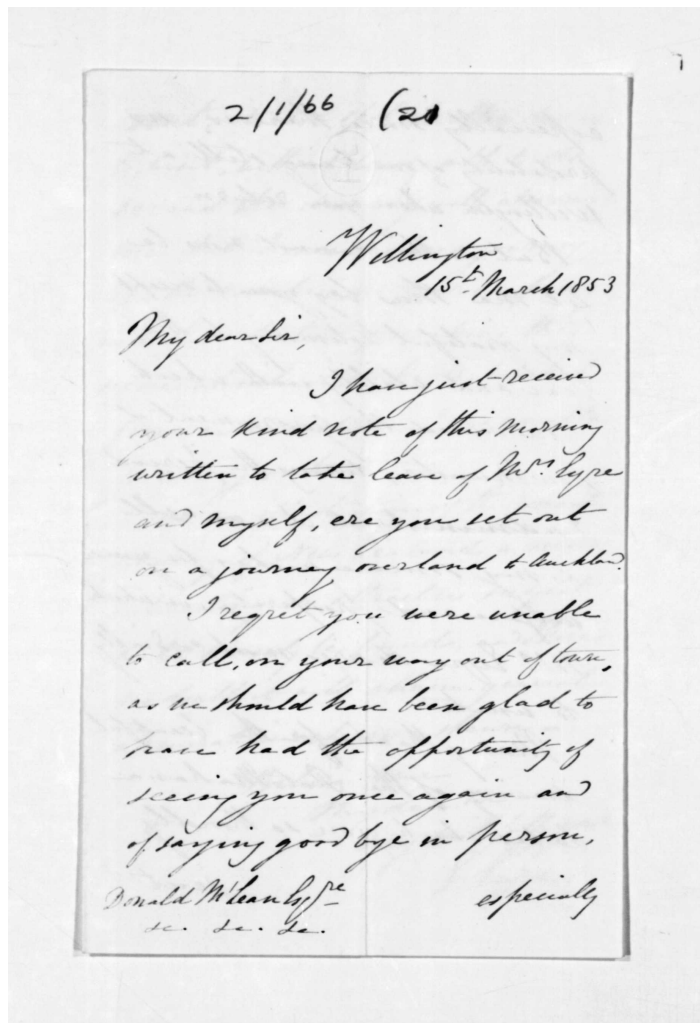 2/1/66 (20
Wellington
15th March 1853
My dear Sir,
I have just received
your kind note of this morning
written to take leave of Mrs. Eyre
and myself, ere you set out
on a journey overland to Auckland.
I regret you were unable
to call, on your way out of town,
as we should have been glad to
have had the opportunity of
seeing you once again and
of saying good bye in person,
Donald McLean Esqre especially
&c. &c. &c.